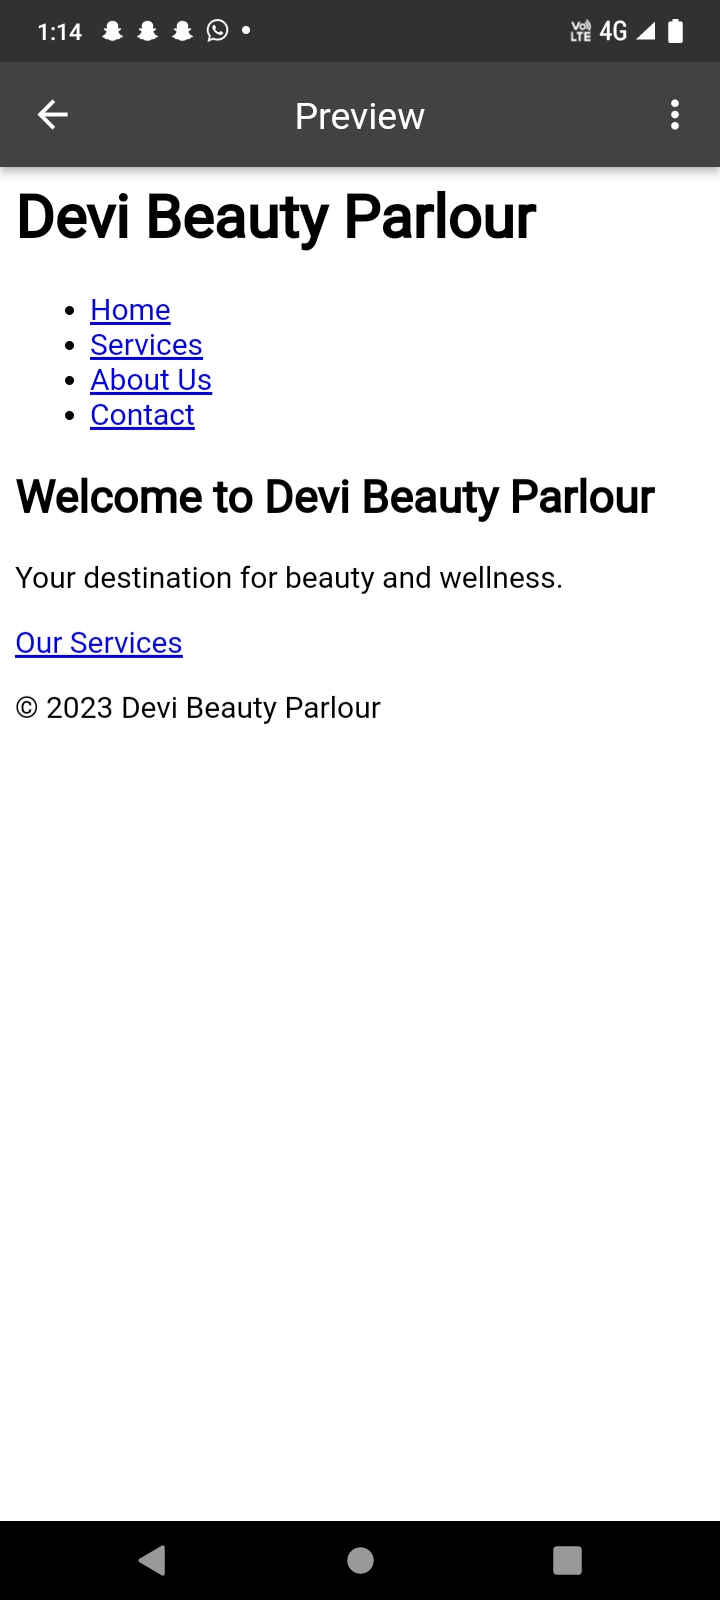 1:14
Vo)) LTE 4G
Preview
Devi Beauty Parlour
• Home
• Services
• About Us
• Contact
Welcome to Devi Beauty Parlour
Your destination for beauty and wellness.
Our Services
© 2023 Devi Beauty Parlour